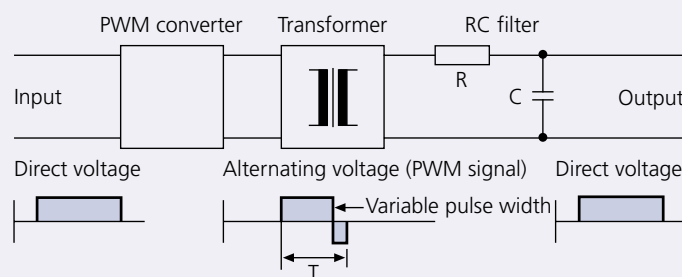 PWM converter Transformer RC filter
R
Input C Output
Direct voltage Alternating voltage (PWM signal) Direct voltage
Variable pulse width
T